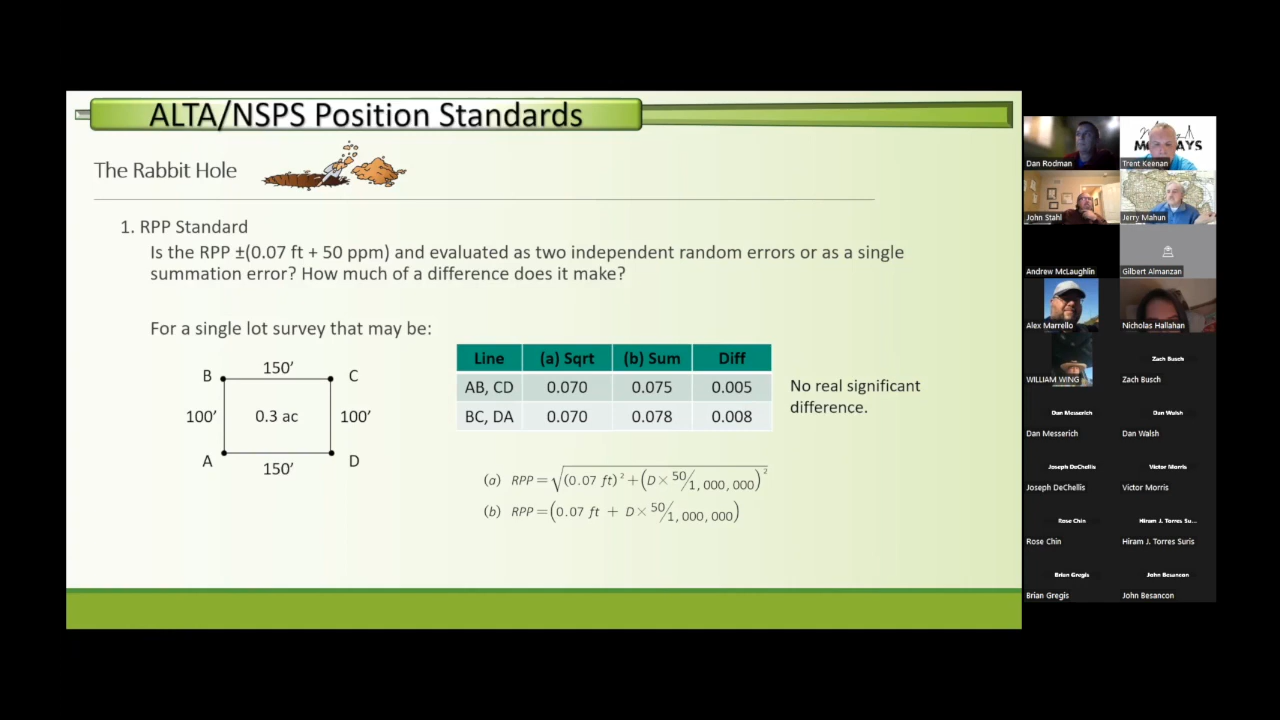 ALTA/NSPS Position Standards
The Rabbit Hole
1. RPP Standard
Is the RPP ±(0.07 ft + 50 ppm) and evaluated as two independent random errors or as a single
summation error? How much of a difference does it make?
For a single lot survey that may be:
B 150’ C
100’ 0.3 ac 100’
A 150’ D
Line (a) Sqrt (b) Sum Diff
AB, CD 0.070 0.075 0.005
BC, DA 0.070 0.078 0.008
No real significant
difference.
(a) RPP = √((0.07 ft)² + (D × 50/1,000,000)²)
(b) RPP = (0.07 ft + D × 50/1,000,000)
Dan Rodman
Trent Keenan
MONDAYS
John Stahl
Jerry Mahun
Andrew McLaughlin
Gilbert Almanzan
Alex Marrello
Nicholas Hallahan
WILLIAM WING
Zach Busch
Zach Busch
Dan Messerich
Dan Walsh
Dan Messerich
Dan Walsh
Joseph DeChellis
Victor Morris
Joseph DeChellis
Victor Morris
Rose Chin
Hiram J. Torres Su...
Rose Chin
Hiram J. Torres Suris
Brian Gregis
John Besancon
Brian Gregis
John Besancon